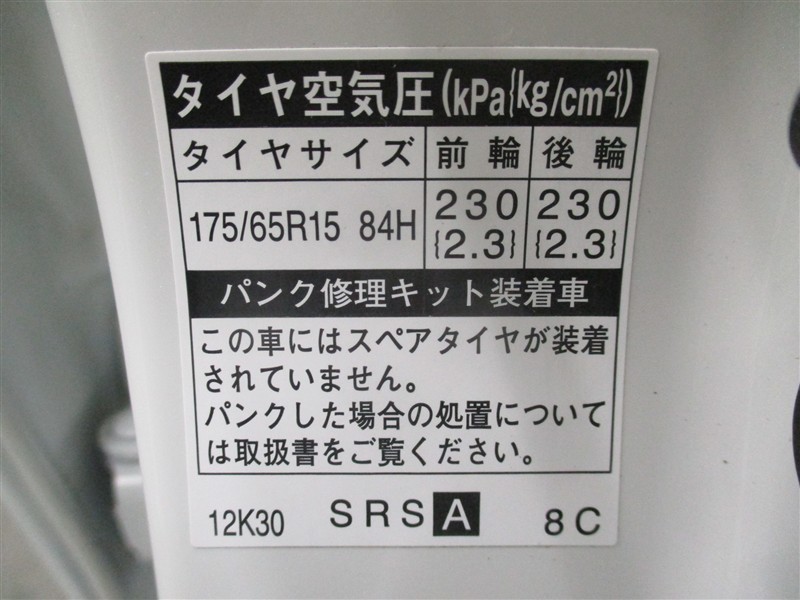 タイヤ空気圧(kPa{kg/cm²})
タイヤサイズ 前輪 後輪
175/65R15 84H 230 {2.3} 230 {2.3}
パンク修理キット装着車
この車にはスペアタイヤが装着
されていません。
パンクした場合の処置について
は取扱書をご覧ください。
12K30 SRS A 8C